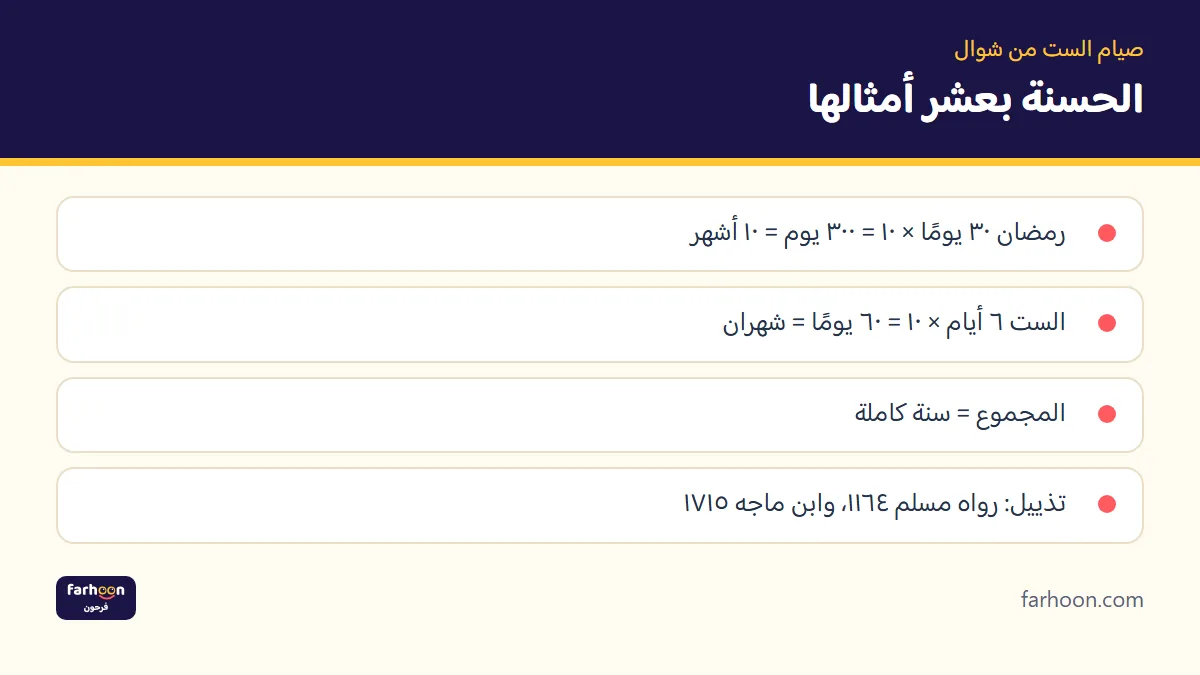 صيام الست من شوال
الحسنة بعشر أمثالها
رمضان ٣٠ يومًا × ١٠ = ٣٠٠ يوم = ١٠ أشهر
الست ٦ أيام × ١٠ = ٦٠ يومًا = شهران
المجموع = سنة كاملة
تذييل: رواه مسلم ١١٦٤، وابن ماجه ١٧١٥
farhoon.com
farhoon
فرحون